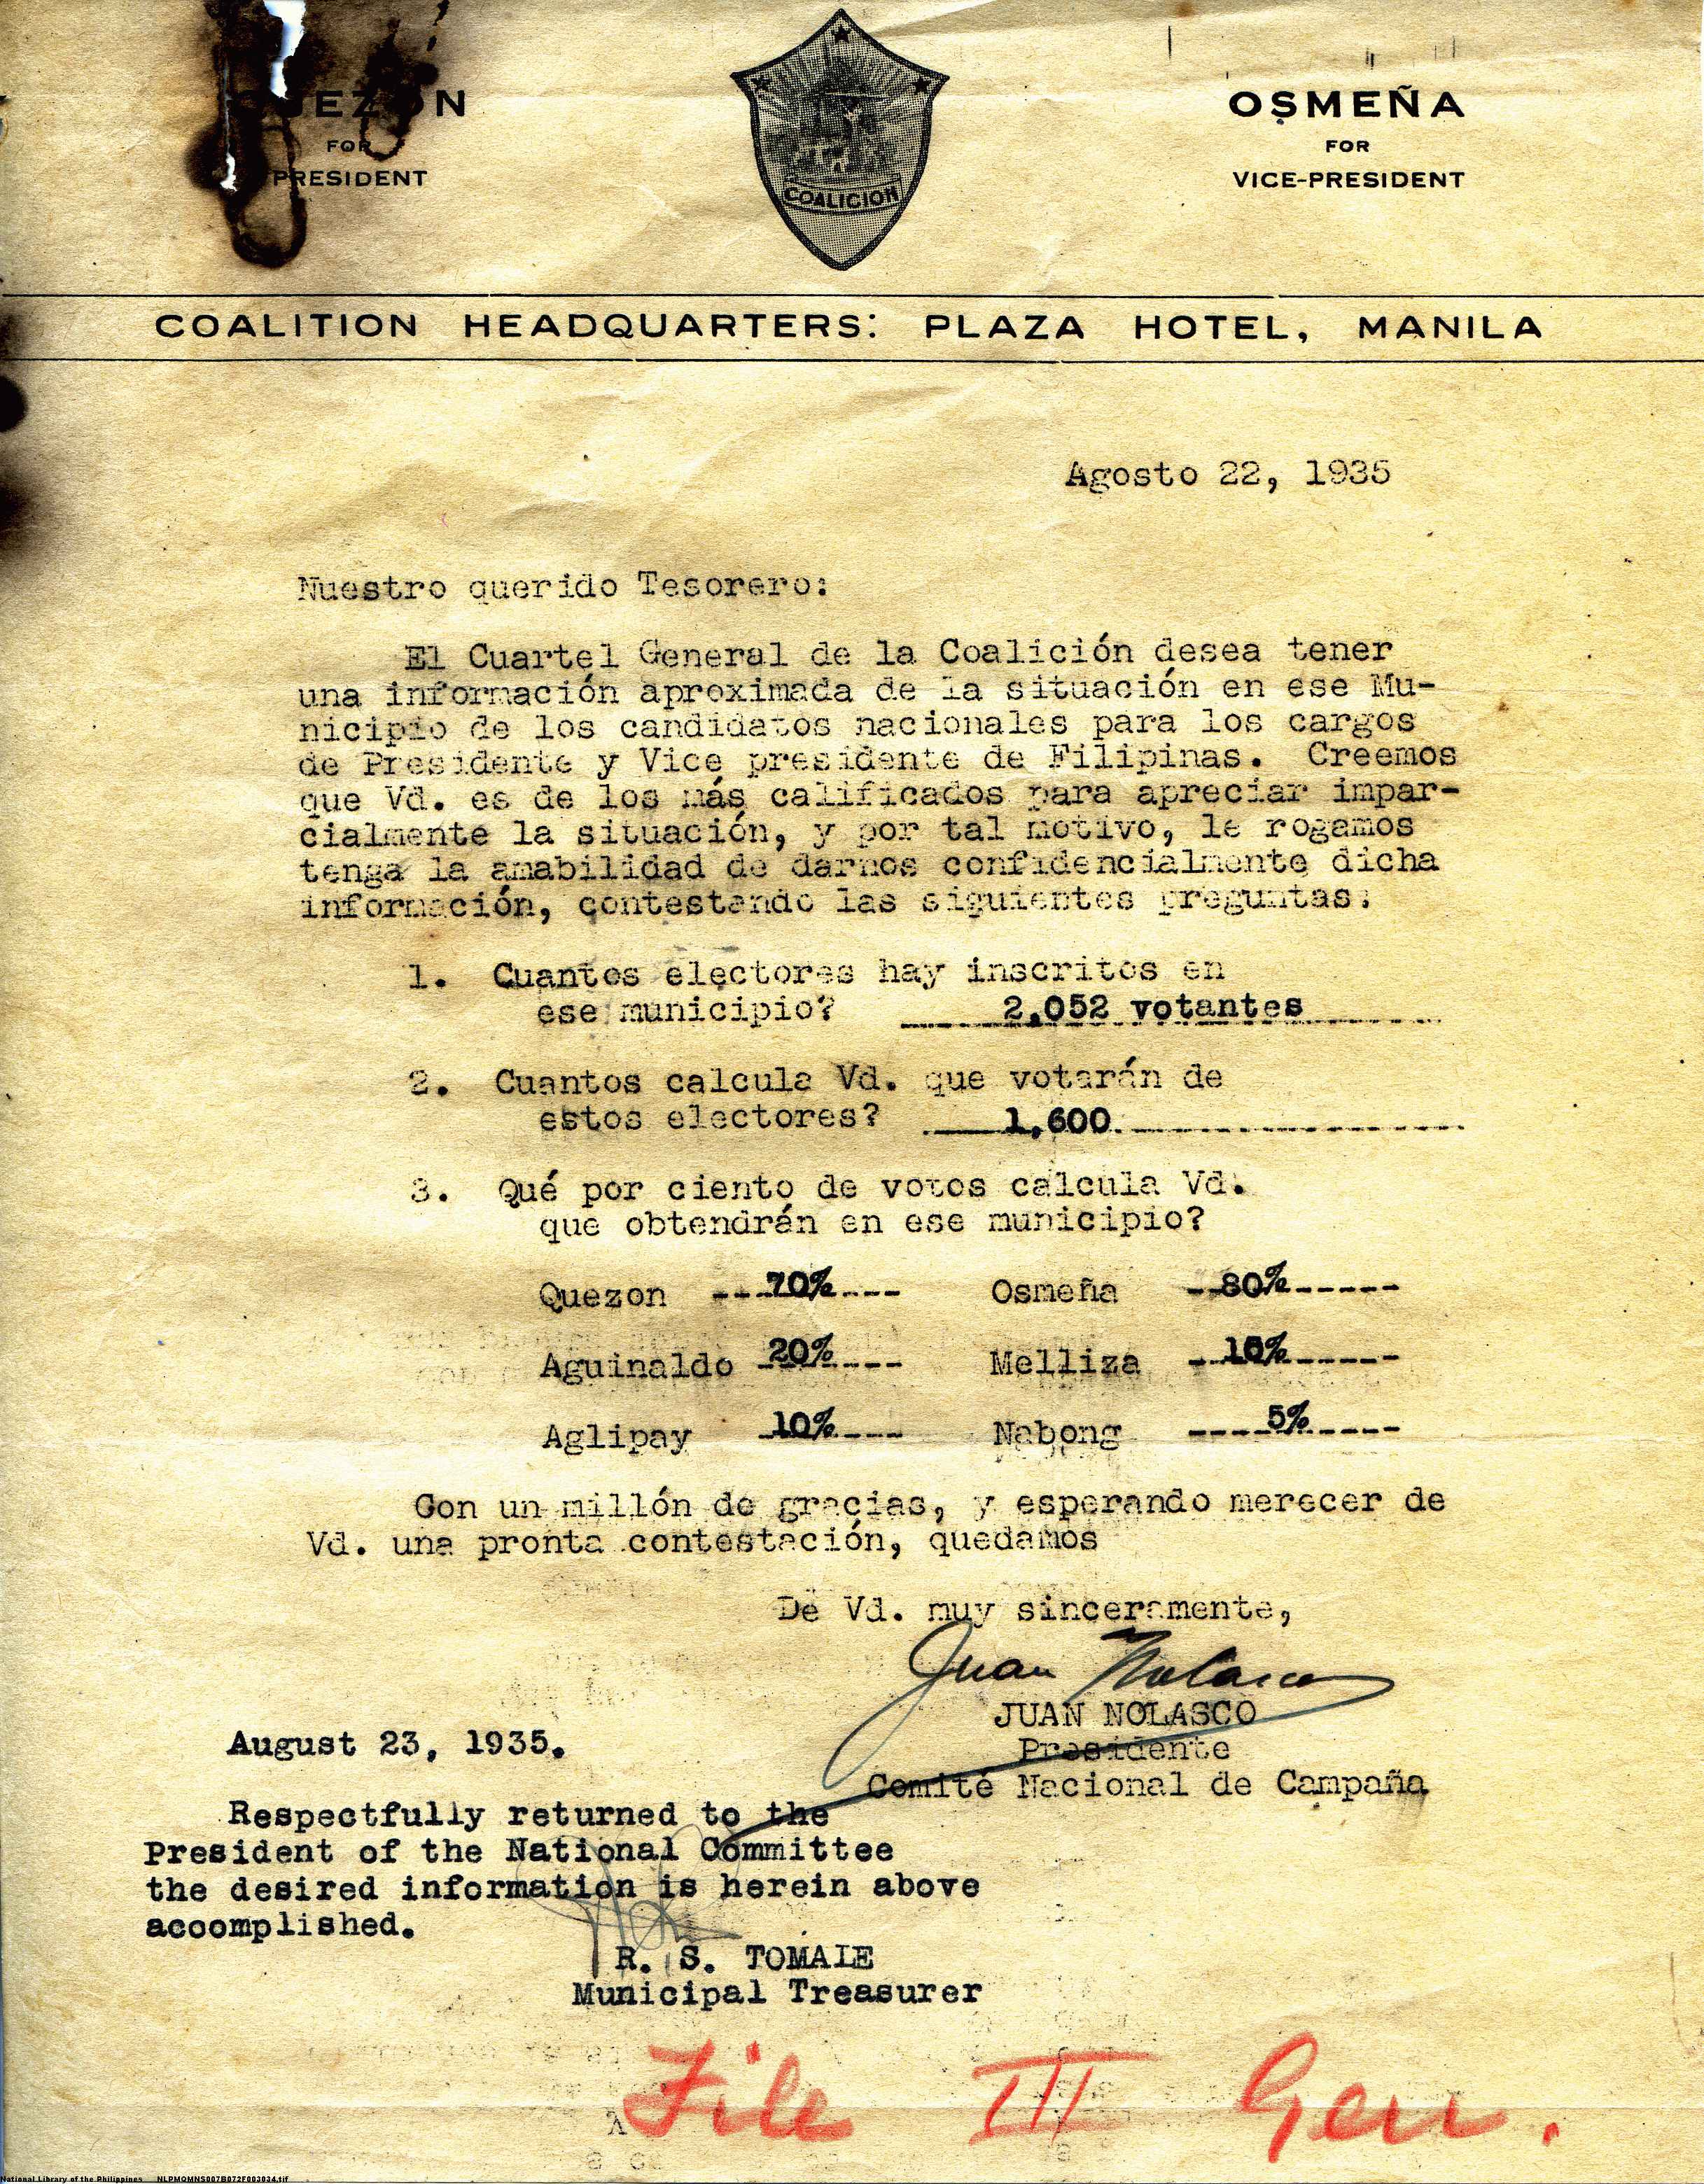 QUEZON
FOR
PRESIDENT
COALICION
OSMEÑA
FOR
VICE-PRESIDENT
COALITION HEADQUARTERS: PLAZA HOTEL, MANILA
Agosto 22, 1935
Nuestro querido Tesorero:
El Cuartel General de la Coalición desea tener
una información aproximada de la situación en ese Mu-
nicipio de los candidatos nacionales para los cargos
de Presidente y Vice presidente de Filipinas. Creemos
que Vd. es de los más calificados para apreciar impar-
cialmente la situación, y por tal motivo, le rogamos
tenga la amabilidad de darnos confidencialmente dicha
información, contestando las siguientes preguntas:
1. Cuantos electores hay inscritos en
ese municipio? 2,052 votantes
2. Cuantos calcula Vd. que votarán de
estos electores? 1,600
3. Qué por ciento de votos calcula Vd.
que obtendrán en ese municipio?
Quezon 70% Osmeña 80%
Aguinaldo 20% Melliza
Aglipay 10% Nabong 5%
Con un millón de gracias, y esperando merecer de
Vd. una pronta contestación, quedamos
De Vd. muy sinceramente,
Juan Nolasco
JUAN NOLASCO
Presidente
Comité Nacional de Campaña
August 23, 1935.
Respectfully returned to the
President of the National Committee
the desired information is herein above
accomplished.
R. S. TOMALE
Municipal Treasurer
File III Gen.
National Library of the Philippines NLPMQMNS007B072F003034.tif